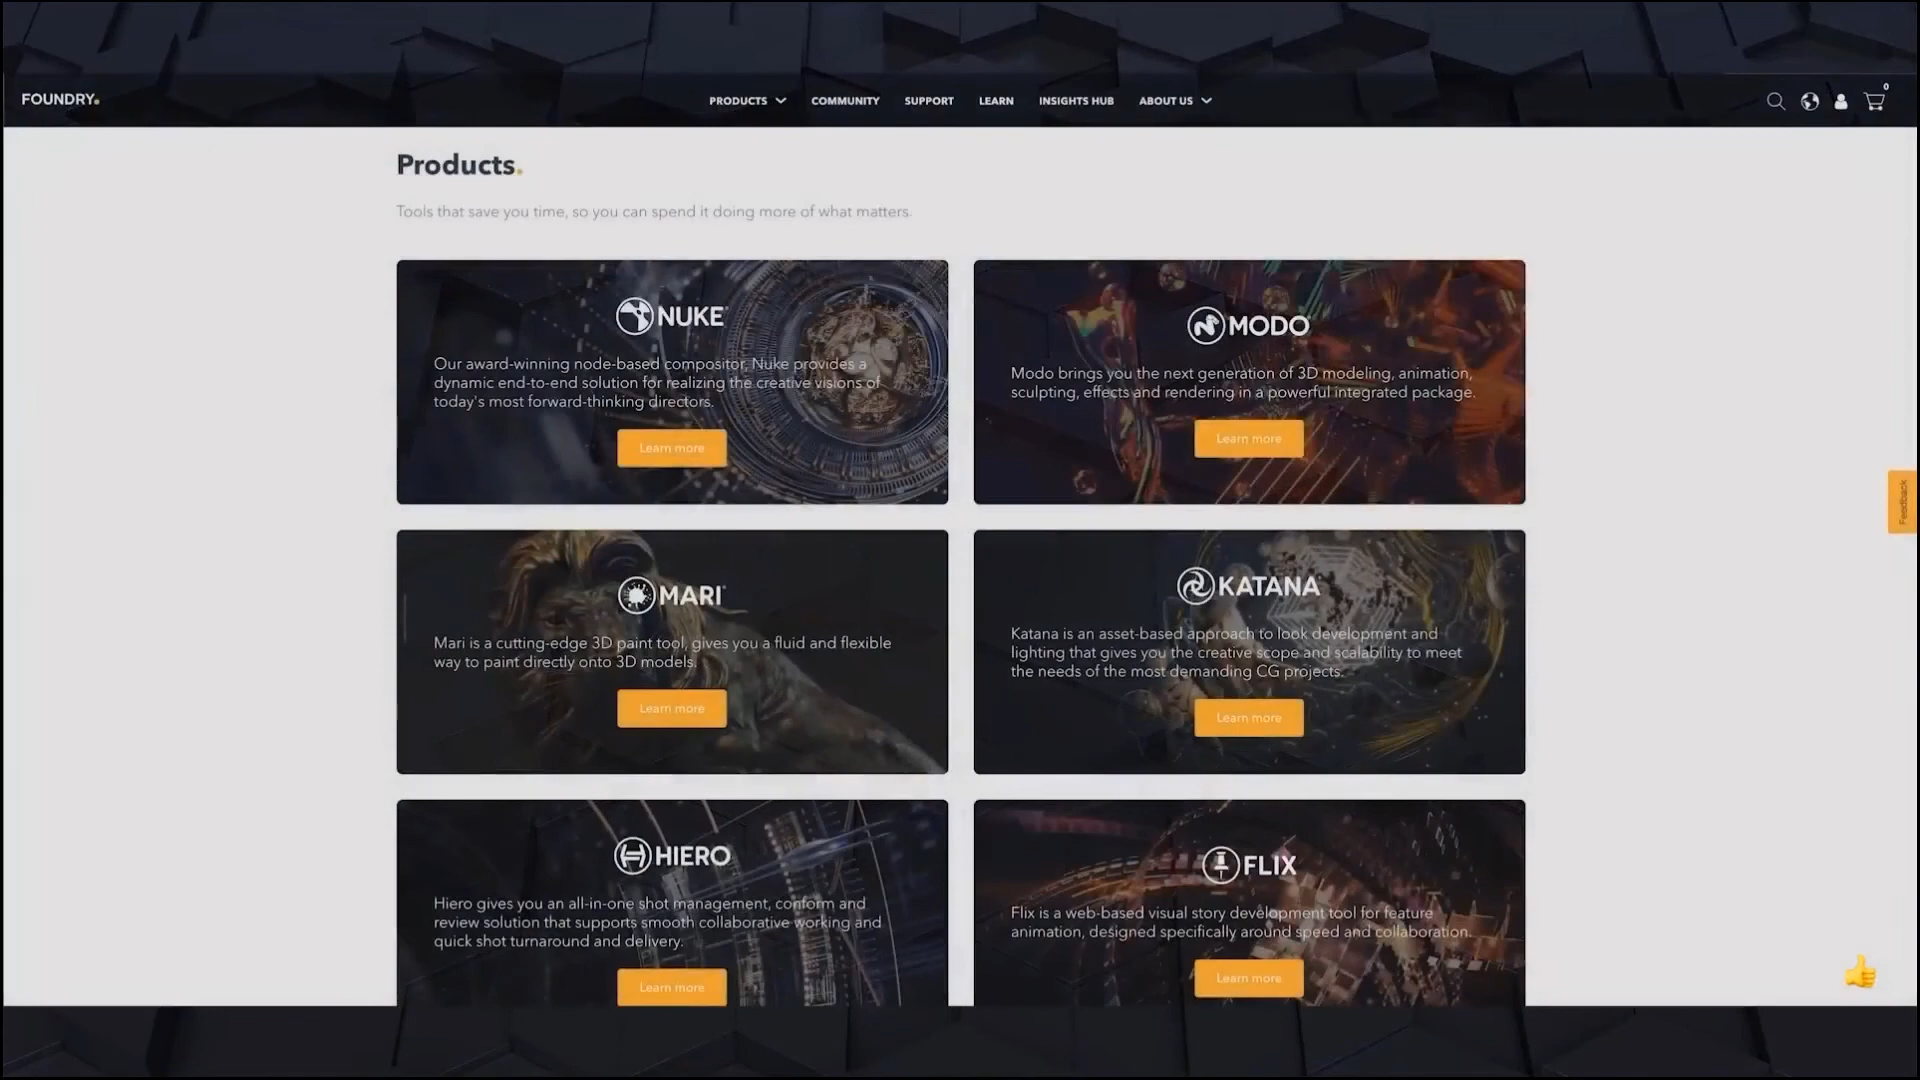 FOUNDRY.
PRODUCTS COMMUNITY SUPPORT LEARN INSIGHTS HUB ABOUT US
0
Products.
Tools that save you time, so you can spend it doing more of what matters.
NUKE
Our award-winning node-based compositor, Nuke provides a
dynamic end-to-end solution for realizing the creative visions of
today's most forward-thinking directors.
Learn more
MODO
Modo brings you the next generation of 3D modeling, animation,
sculpting, effects and rendering in a powerful integrated package.
Learn more
Feedback
MARI
Mari is a cutting-edge 3D paint tool, gives you a fluid and flexible
way to paint directly onto 3D models.
Learn more
KATANA
Katana is an asset-based approach to look development and
lighting that gives you the creative scope and scalability to meet
the needs of the most demanding CG projects.
Learn more
HIERO
Hiero gives you an all-in-one shot management, conform and
review solution that supports smooth collaborative working and
quick shot turnaround and delivery.
Learn more
FLIX
Flix is a web-based visual story development tool for feature
animation, designed specifically around speed and collaboration.
Learn more